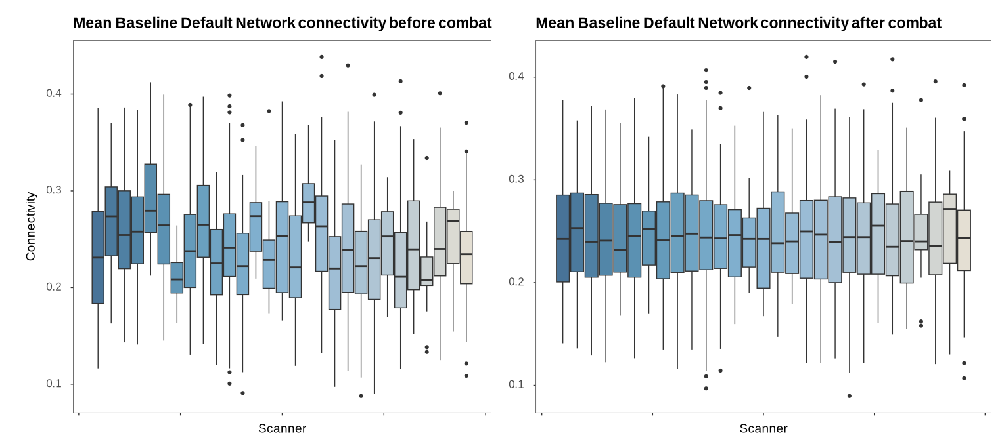 Mean Baseline Default Network connectivity before combat
Connectivity
0.4
0.3
0.2
0.1
Scanner
Mean Baseline Default Network connectivity after combat
0.4
0.3
0.2
0.1
Scanner